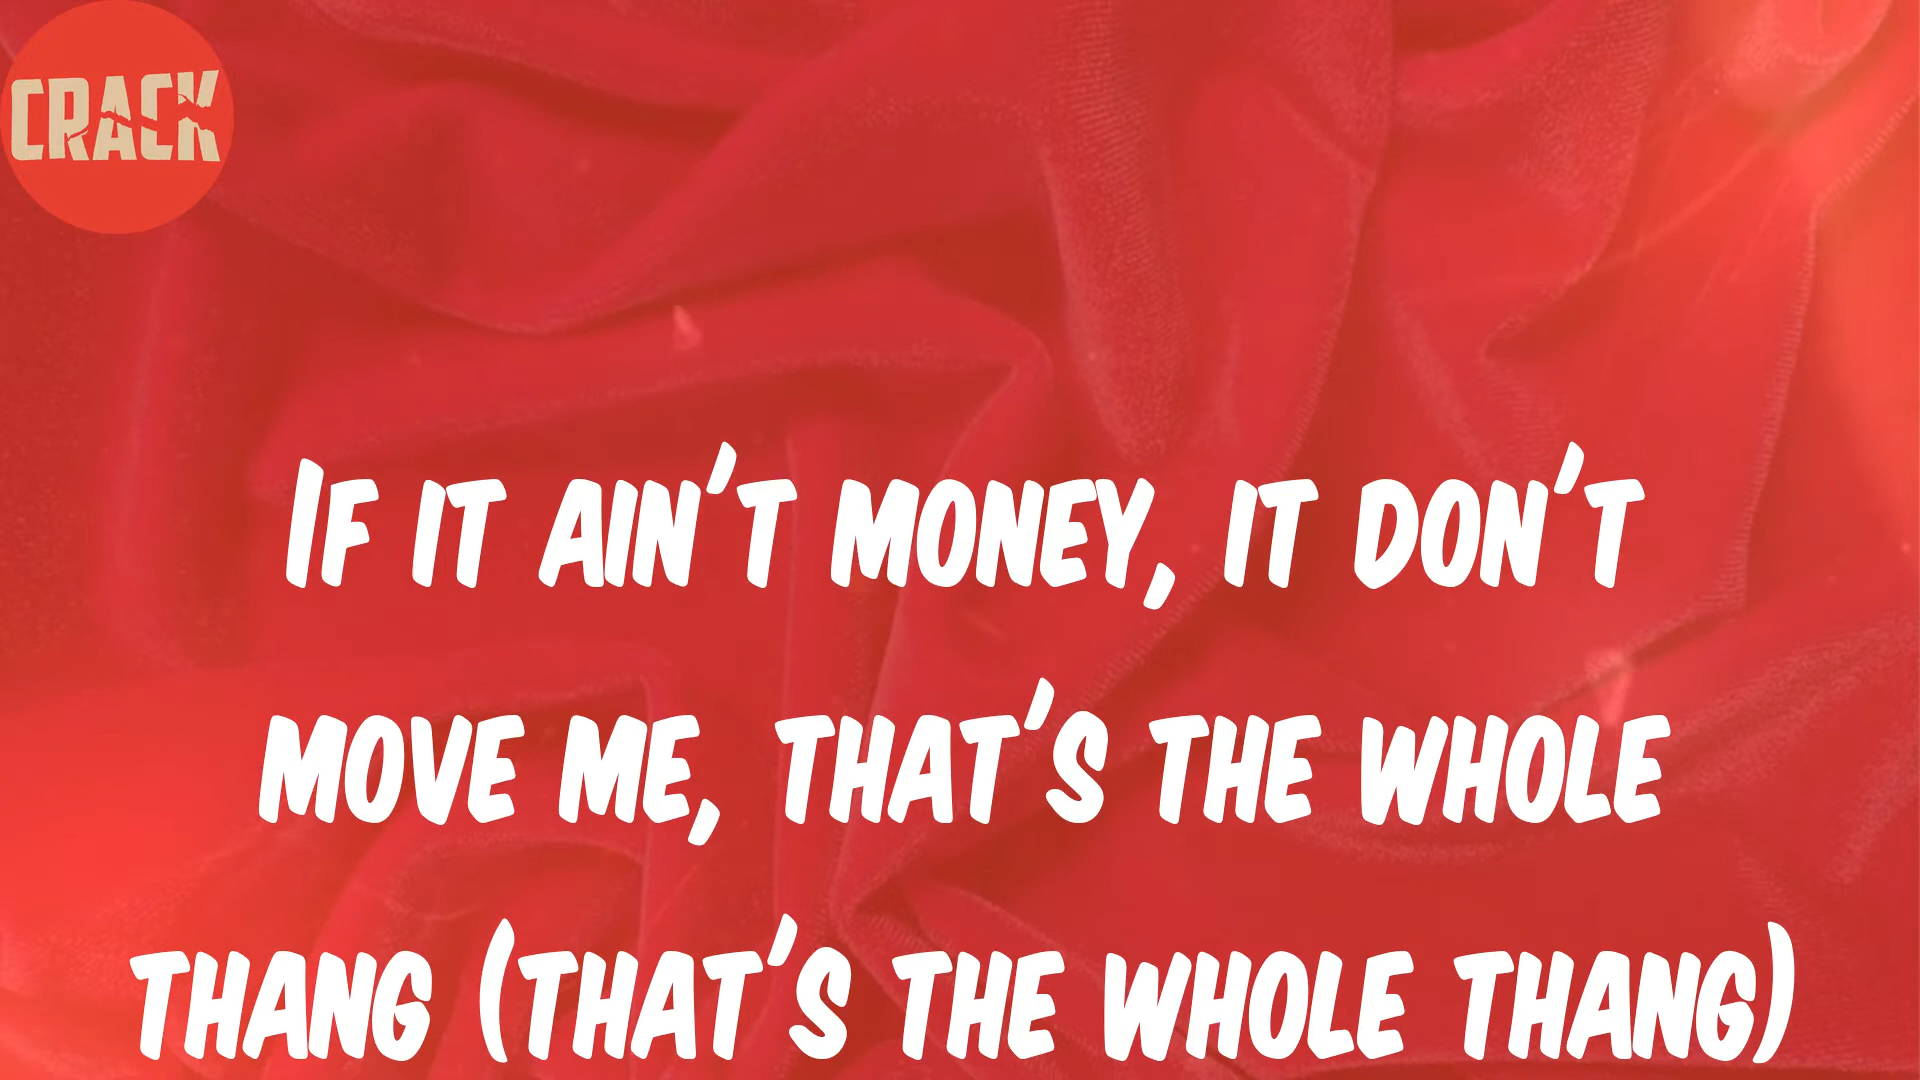 CRACK
If it ain't money, it don't
move me, that's the whole
thang (that's the whole thang)